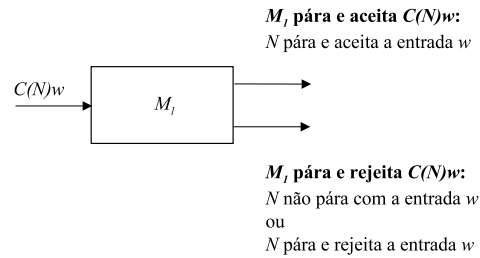 M₁ pára e aceita C(N)w:
N pára e aceita a entrada w
C(N)w
M₁
M₁ pára e rejeita C(N)w:
N não pára com a entrada w
ou
N pára e rejeita a entrada w